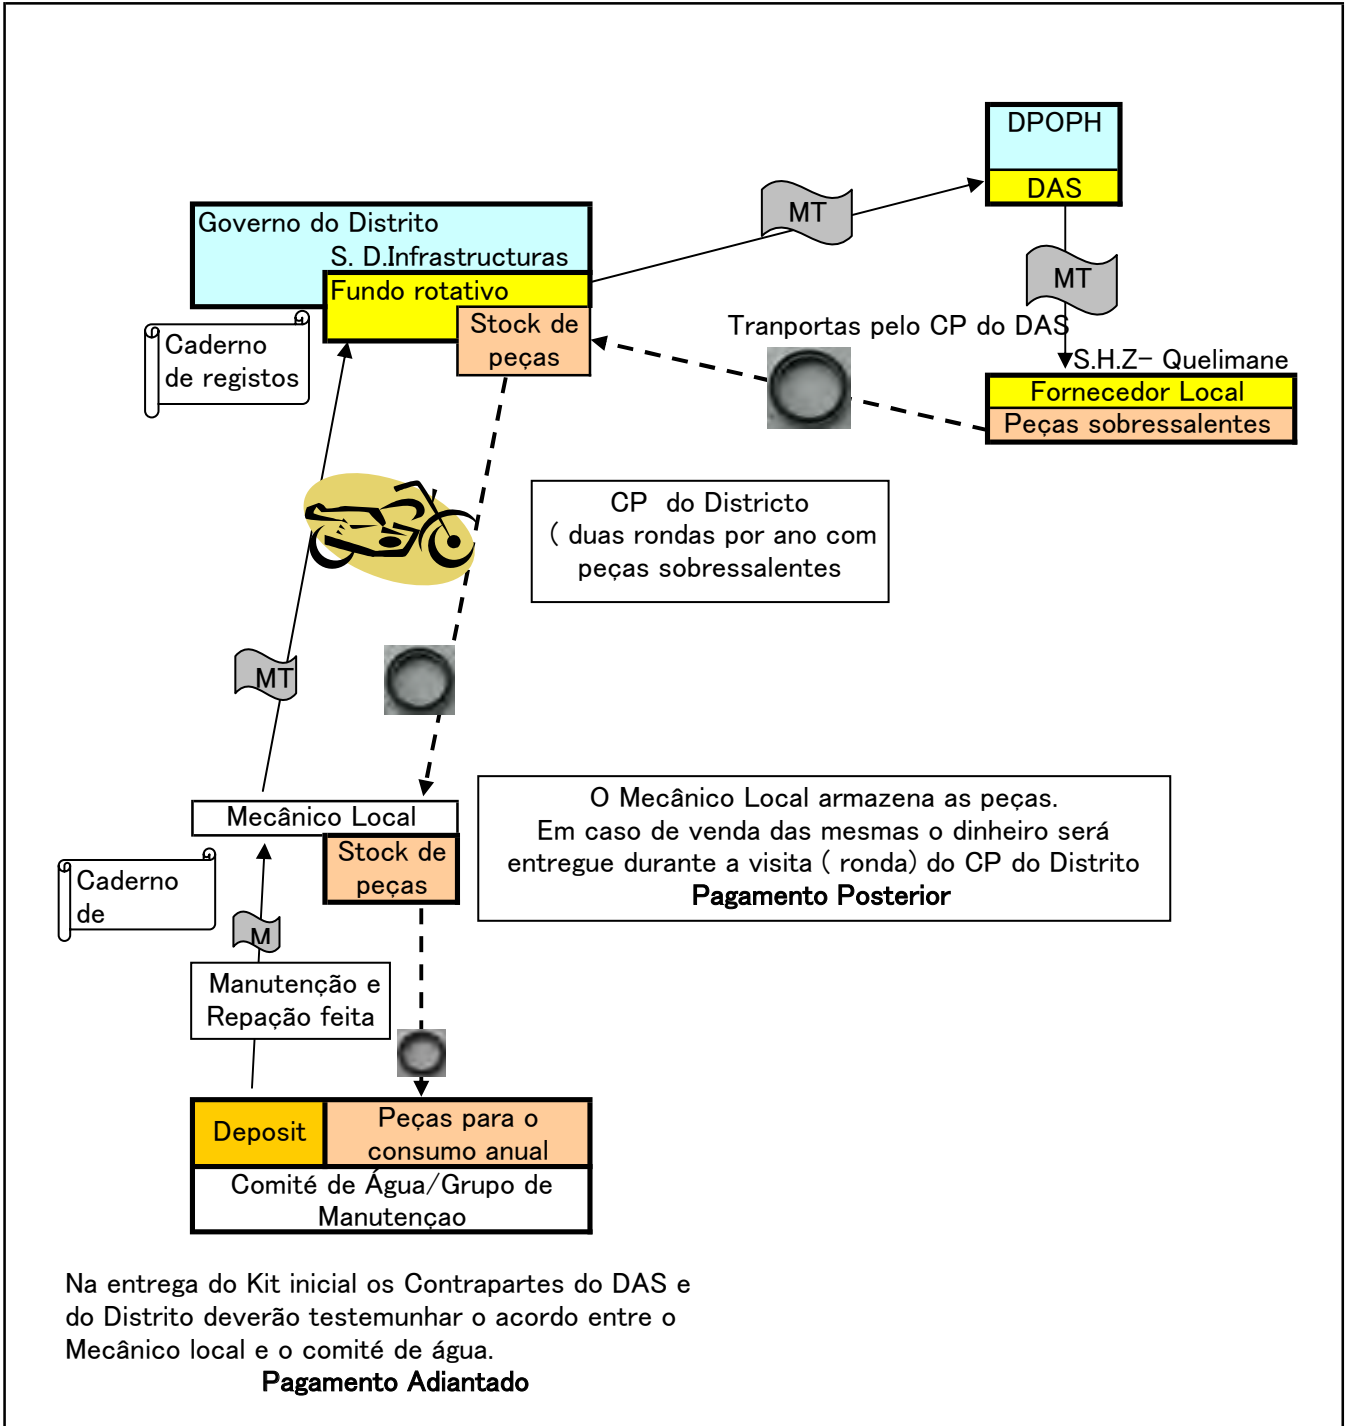 DPOPH
DAS
MT
Governo do Distrito
S. D.Infrastructuras
Fundo rotativo
Stock de
peças
MT
Tranportas pelo CP do DAS
Caderno
de registos
S.H.Z- Quelimane
Fornecedor Local
Peças sobressalentes
CP do Districto
( duas rondas por ano com
peças sobressalentes
MT
Mecânico Local
Stock de
peças
O Mecânico Local armazena as peças.
Em caso de venda das mesmas o dinheiro será
entregue durante a visita ( ronda) do CP do Distrito
Pagamento Posterior
Caderno
de
M
Manutenção e
Repação feita
Deposit
Peças para o
consumo anual
Comité de Água/Grupo de
Manutençao
Na entrega do Kit inicial os Contrapartes do DAS e
do Distrito deverão testemunhar o acordo entre o
Mecânico local e o comité de água.
Pagamento Adiantado